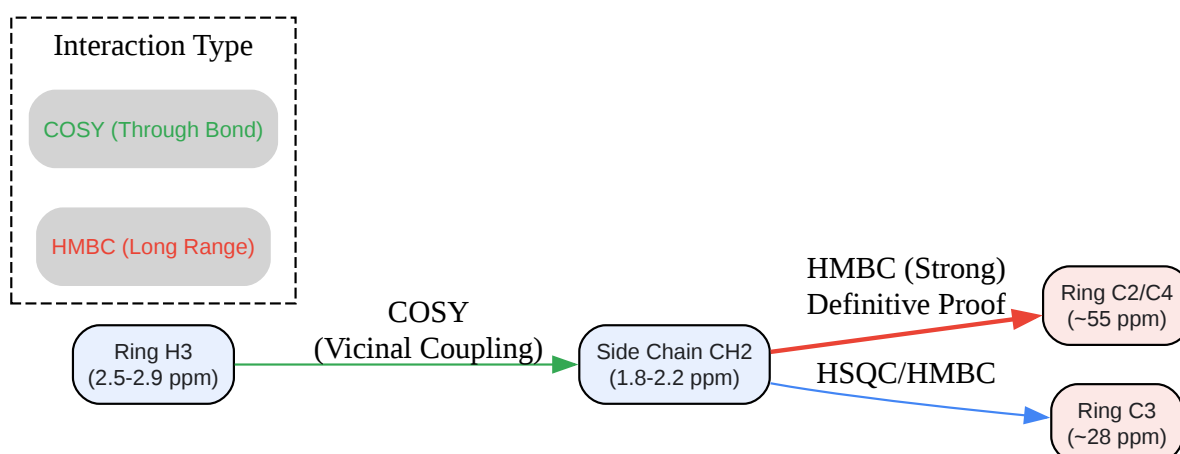 Interaction Type
COSY (Through Bond)
HMBC (Long Range)
Ring H3
(2.5-2.9 ppm)
COSY
(Vicinal Coupling)
Side Chain CH2
(1.8-2.2 ppm)
HMBC (Strong)
Definitive Proof
HSQC/HMBC
Ring C2/C4
(~55 ppm)
Ring C3
(~28 ppm)